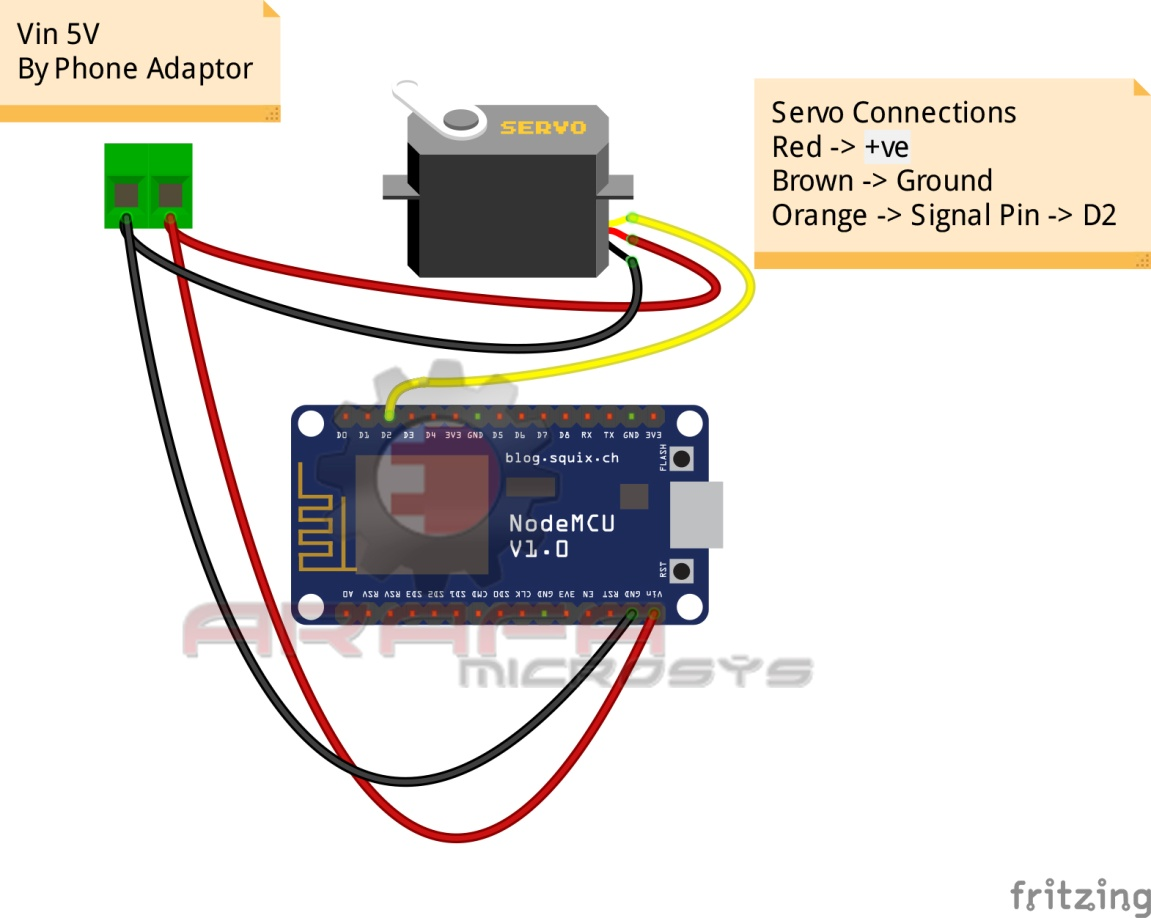 Vin 5V
By Phone Adaptor
SERVO
Servo Connections
Red -> +ve
Brown -> Ground
Orange -> Signal Pin -> D2
D0 D1 D2 D3 D4 3V3 GND D5 D6 D7 D8 RX TX GND 3V3
blog.squix.ch
FLASH
NodeMCU
V1.0
RST
A0 RSV RSV SD3 SD2 SD1 CMD SD0 CLK GND 3V3 EN RST GND Vin
ARAFA
MICROSYS
fritzing